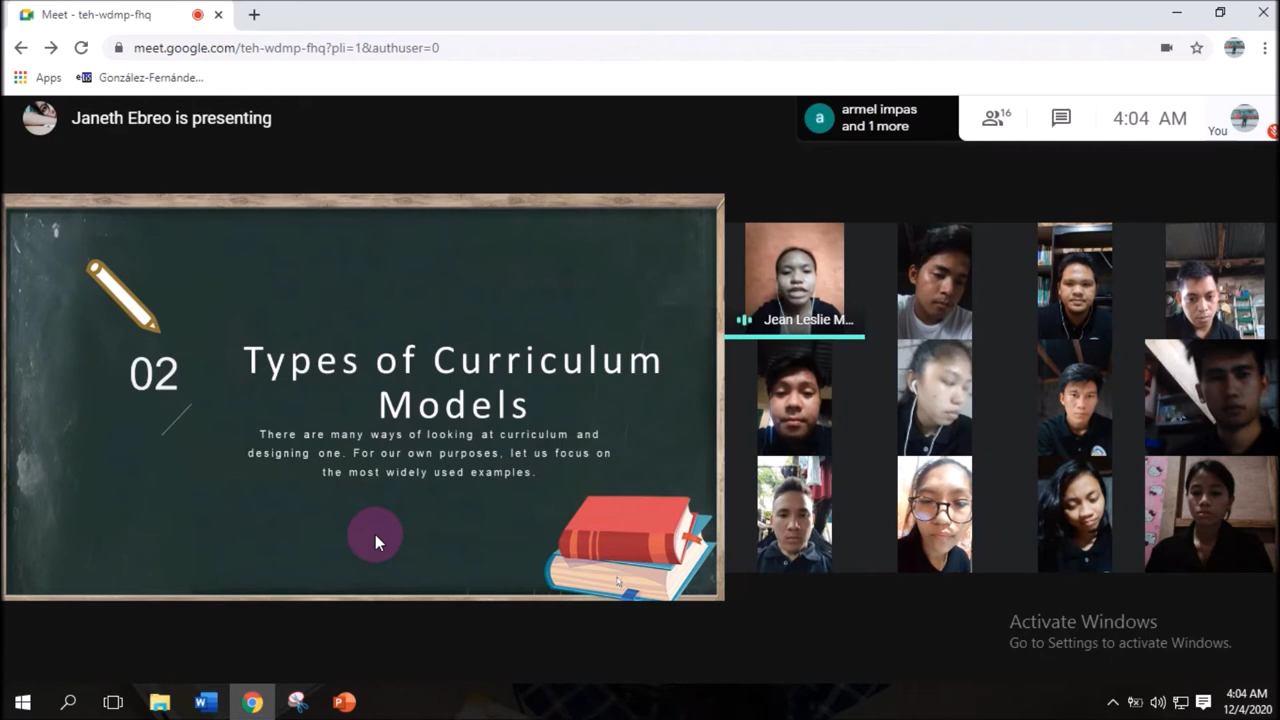 Meet - teh-wdmp-fhq
meet.google.com/teh-wdmp-fhq?pli=1&authuser=0
Apps
González-Fernánde...
Janeth Ebreo is presenting
a
armel impas
and 1 more
16
4:04 AM
You
02
Types of Curriculum
Models
There are many ways of looking at curriculum and
designing one. For our own purposes, let us focus on
the most widely used examples.
Jean Leslie M...
Activate Windows
Go to Settings to activate Windows.
4:04 AM
12/4/2020